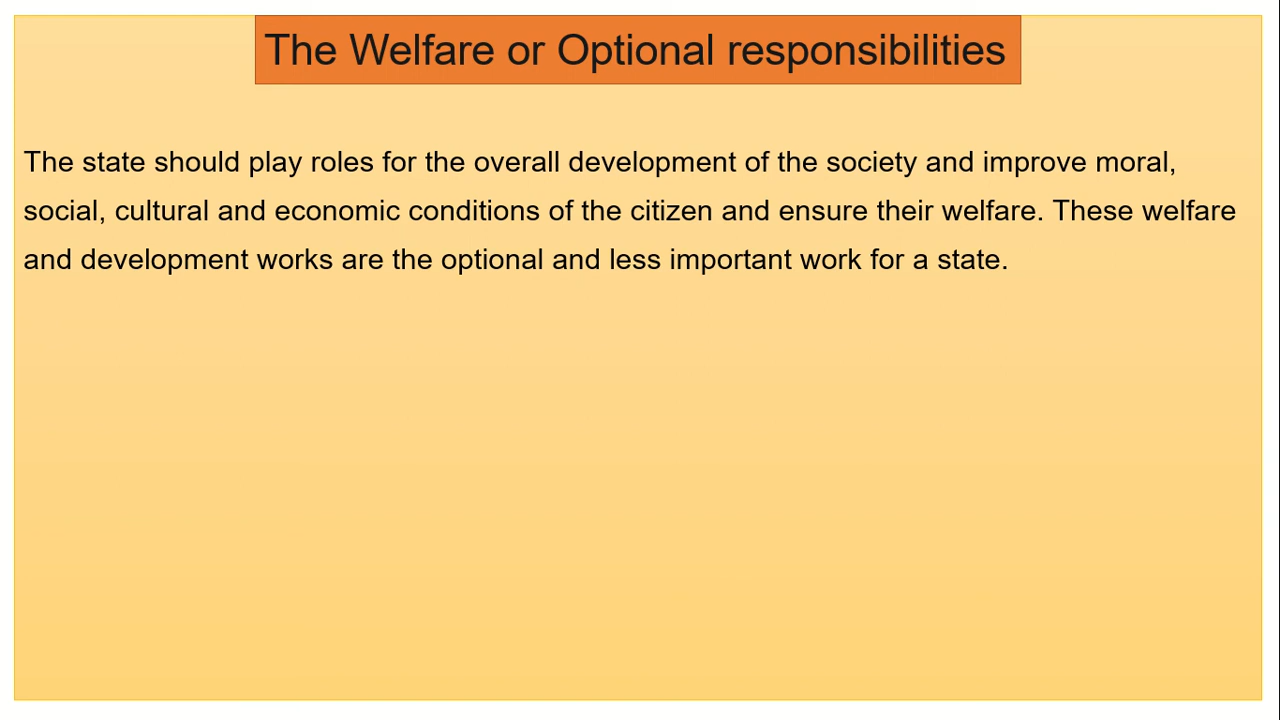 The Welfare or Optional responsibilities
The state should play roles for the overall development of the society and improve moral,
social, cultural and economic conditions of the citizen and ensure their welfare. These welfare
and development works are the optional and less important work for a state.